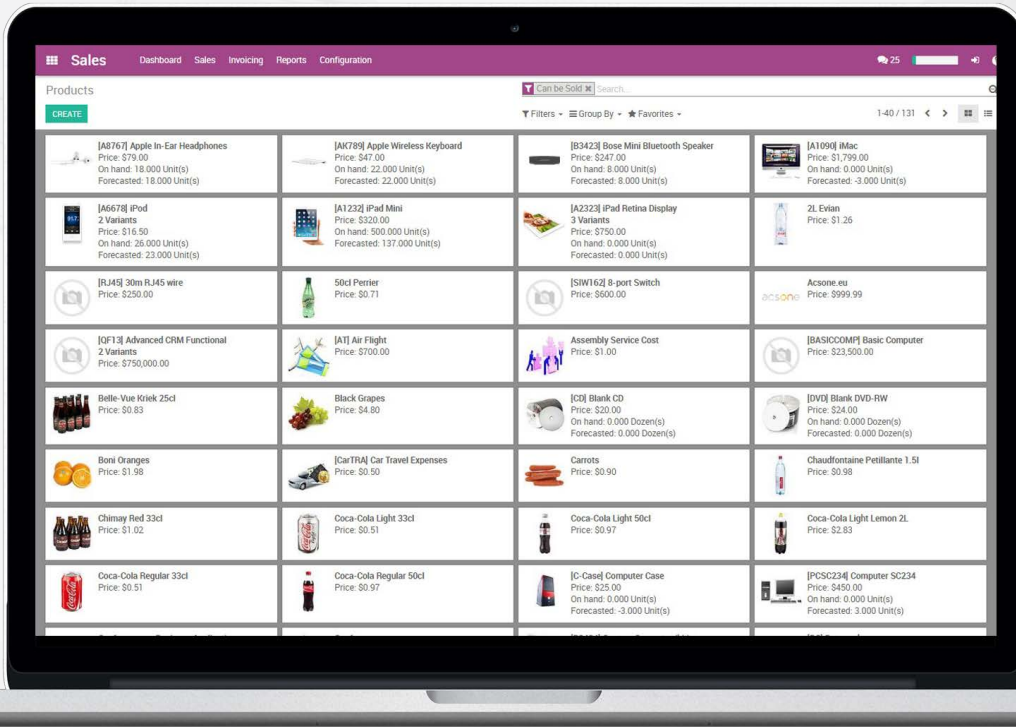 Sales Dashboard Sales Invoicing Reports Configuration 25
Products
Can be Sold × Search...
CREATE
Filters Group By Favorites 1-40 / 131
[A8767] Apple In-Ear Headphones
Price: $79.00
On hand: 18.000 Unit(s)
Forecasted: 18.000 Unit(s)
[AK789] Apple Wireless Keyboard
Price: $47.00
On hand: 22.000 Unit(s)
Forecasted: 22.000 Unit(s)
[B3423] Bose Mini Bluetooth Speaker
Price: $247.00
On hand: 8.000 Unit(s)
Forecasted: 8.000 Unit(s)
[A1090] iMac
Price: $1,799.00
On hand: 0.000 Unit(s)
Forecasted: -3.000 Unit(s)
[A6678] iPod
2 Variants
Price: $16.50
On hand: 26.000 Unit(s)
Forecasted: 23.000 Unit(s)
[A1232] iPad Mini
Price: $320.00
On hand: 500.000 Unit(s)
Forecasted: 137.000 Unit(s)
[A2323] iPad Retina Display
3 Variants
Price: $750.00
On hand: 0.000 Unit(s)
Forecasted: 0.000 Unit(s)
2L Evian
Price: $1.26
[RJ45] 30m RJ45 wire
Price: $250.00
50cl Perrier
Price: $0.71
[SIW162] 8-port Switch
Price: $600.00
acsone
Acsone.eu
Price: $999.99
[QF13] Advanced CRM Functional
2 Variants
Price: $750,000.00
[AT] Air Flight
Price: $700.00
Assembly Service Cost
Price: $1.00
[BASICCOMP] Basic Computer
Price: $23,500.00
Belle-Vue Kriek 25cl
Price: $0.83
Black Grapes
Price: $4.80
[CD] Blank CD
Price: $20.00
On hand: 0.000 Dozen(s)
Forecasted: 0.000 Dozen(s)
[DVD] Blank DVD-RW
Price: $24.00
On hand: 0.000 Dozen(s)
Forecasted: 0.000 Dozen(s)
Boni Oranges
Price: $1.98
[CarTRA] Car Travel Expenses
Price: $0.50
Carrots
Price: $0.90
Chaudfontaine Petillante 1.5l
Price: $0.98
Chimay Red 33cl
Price: $1.02
Coca-Cola Light 33cl
Price: $0.51
Coca-Cola Light 50cl
Price: $0.97
Coca-Cola Light Lemon 2L
Price: $2.83
Coca-Cola Regular 33cl
Price: $0.51
Coca-Cola Regular 50cl
Price: $0.97
[C-Case] Computer Case
Price: $25.00
On hand: 0.000 Unit(s)
Forecasted: -3.000 Unit(s)
[PCSC234] Computer SC234
Price: $450.00
On hand: 0.000 Unit(s)
Forecasted: 3.000 Unit(s)